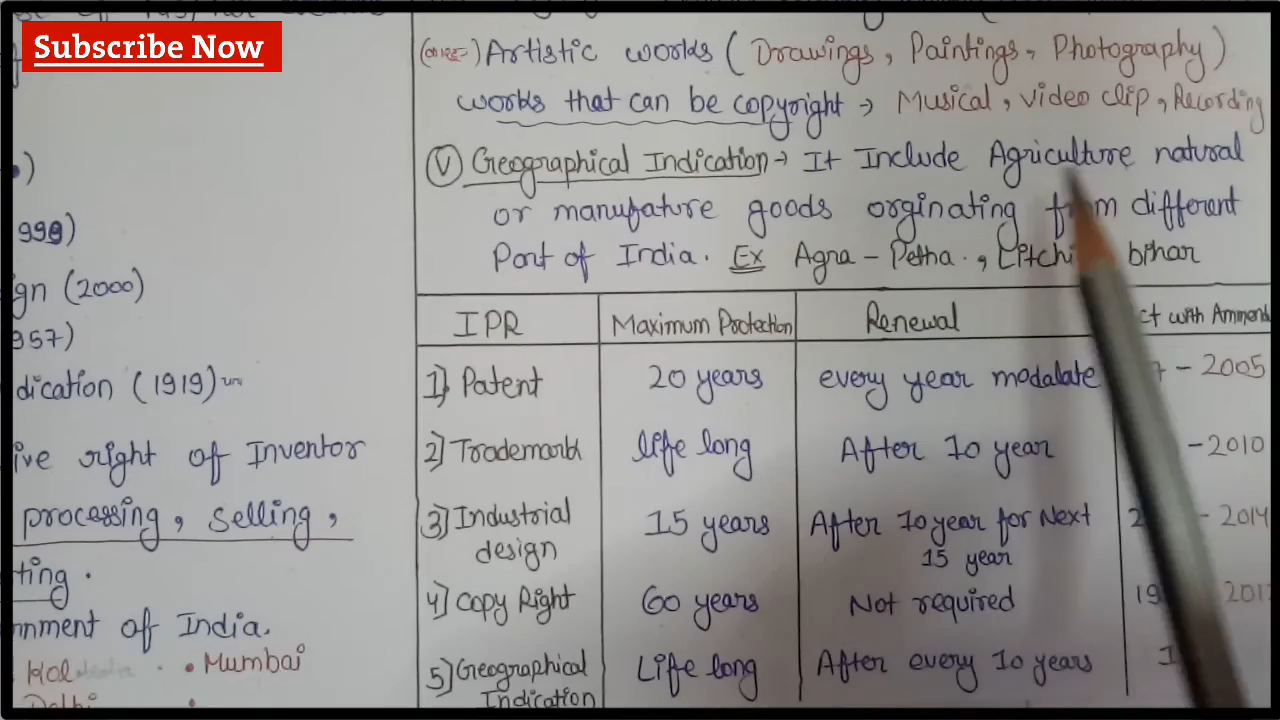 Subscribe Now
Artistic works ( Drawings, Paintings, Photography )
works that can be copyright → Musical, video clip, Recording
Ⓥ Geographical Indication → It Include Agriculture natural
or manufature goods orginating from different
Part of India. Ex Agra - Petha., bihar
IPR Maximum Protection Renewal with Ammend
1) Patent 20 years every year - 2005
2) Trademark life long After 10 year - 2010
3) Industrial design 15 years After 10 year for Next 15 year - 2014
4) Copy Right 60 years Not required
5) Geographical Indication Life long After every 10 years
ign (2000)
957)
dication (1919)
ive right of Inventor
processing, selling,
ting.
nment of India.
Kol • Mumbai
Delhi